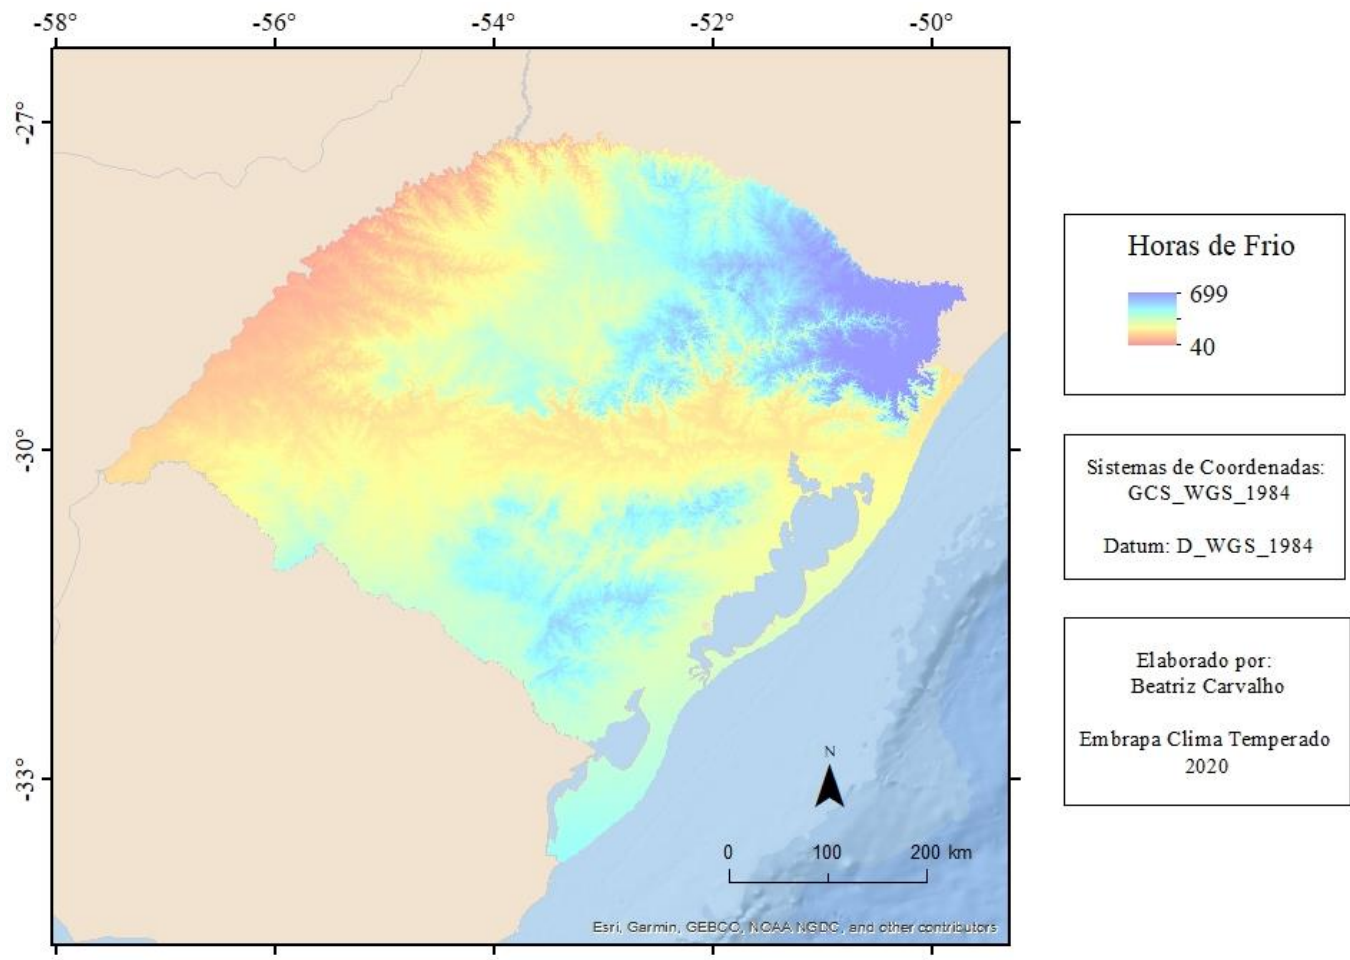 -58°
-56°
-54°
-52°
-50°
-27°
-30°
-33°
Horas de Frio
699
40
Sistemas de Coordenadas:
GCS_WGS_1984
Datum: D_WGS_1984
Elaborado por:
Beatriz Carvalho
Embrapa Clima Temperado
2020
N
0 100 200 km
Esri, Garmin, GEBCO, NCAA NGDC, and other contributors